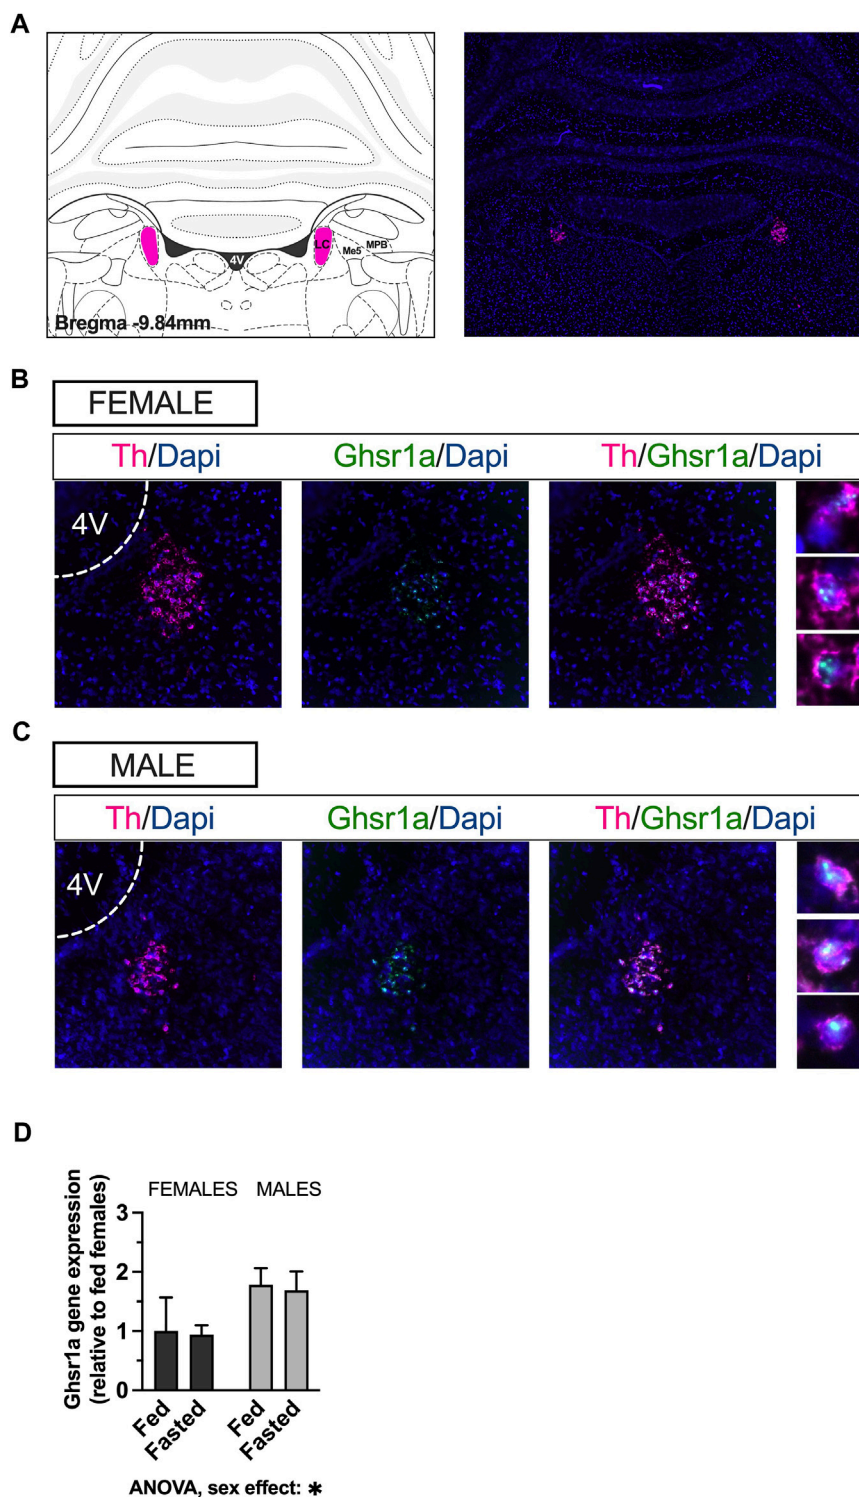 A
LC
4V
Me5
MPB
Bregma -9.84mm
B
FEMALE
Th/Dapi
Ghsr1a/Dapi
Th/Ghsr1a/Dapi
4V
C
MALE
Th/Dapi
Ghsr1a/Dapi
Th/Ghsr1a/Dapi
4V
D
FEMALES MALES
Ghsr1a gene expression
(relative to fed females)
3
2
1
0
Fed
Fasted
Fed
Fasted
ANOVA, sex effect: *